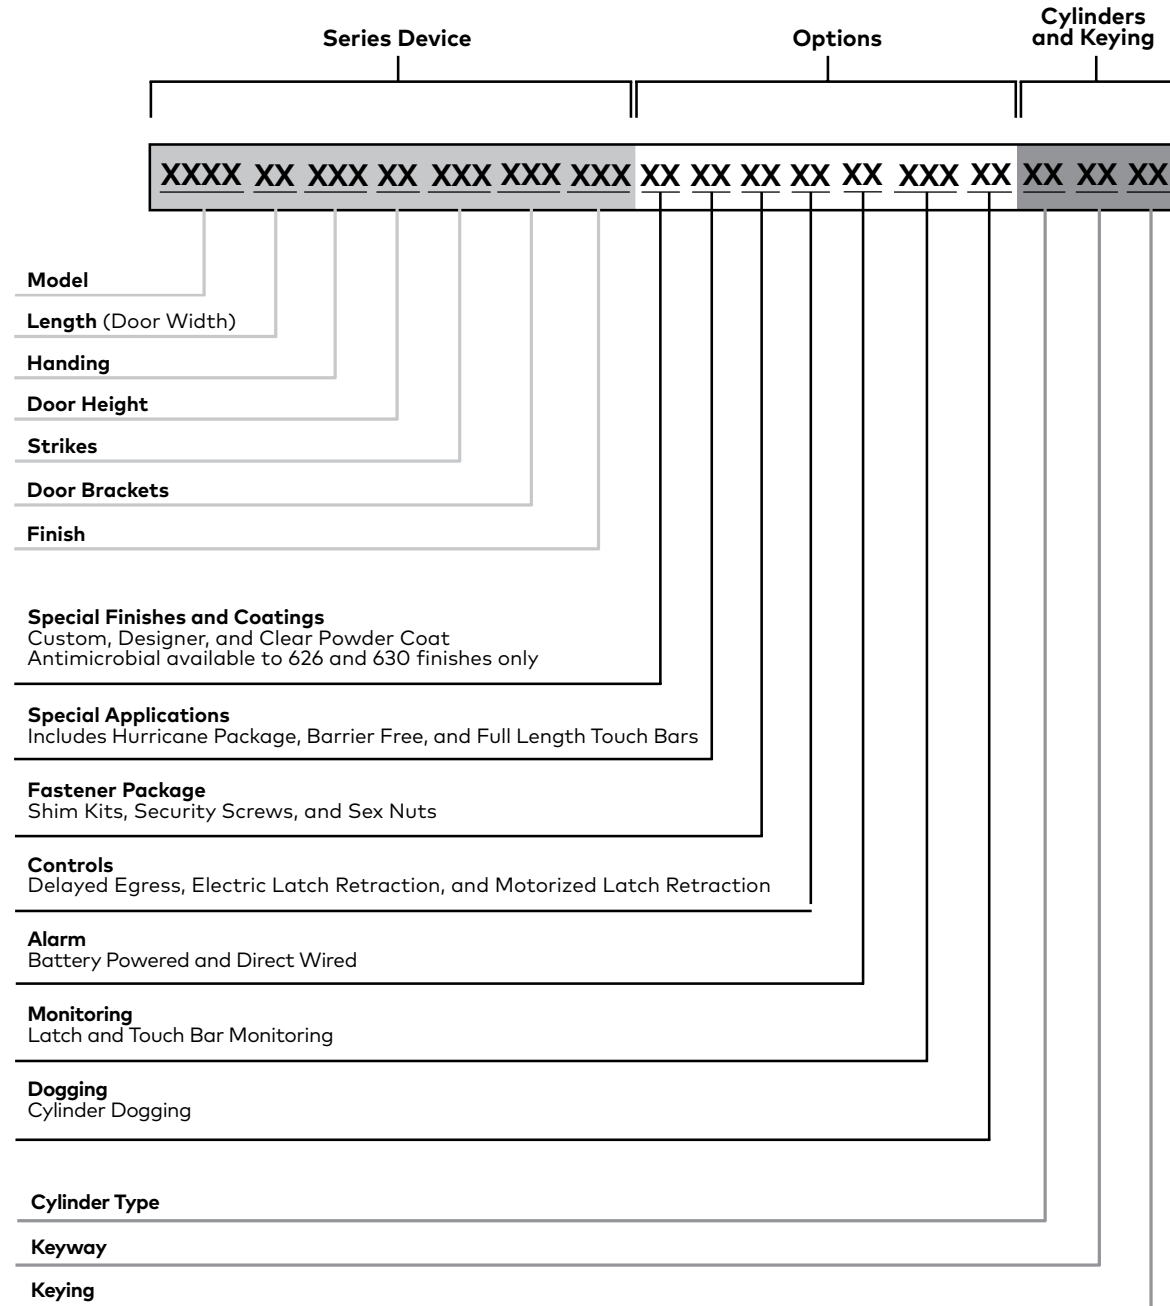 Series Device
Options
Cylinders
and Keying
XXXX XX XXX XX XXX XXX XXX XX XX XX XX XX XXX XX XX XX XX
Model
Length (Door Width)
Handing
Door Height
Strikes
Door Brackets
Finish
Special Finishes and Coatings
Custom, Designer, and Clear Powder Coat
Antimicrobial available to 626 and 630 finishes only
Special Applications
Includes Hurricane Package, Barrier Free, and Full Length Touch Bars
Fastener Package
Shim Kits, Security Screws, and Sex Nuts
Controls
Delayed Egress, Electric Latch Retraction, and Motorized Latch Retraction
Alarm
Battery Powered and Direct Wired
Monitoring
Latch and Touch Bar Monitoring
Dogging
Cylinder Dogging
Cylinder Type
Keyway
Keying